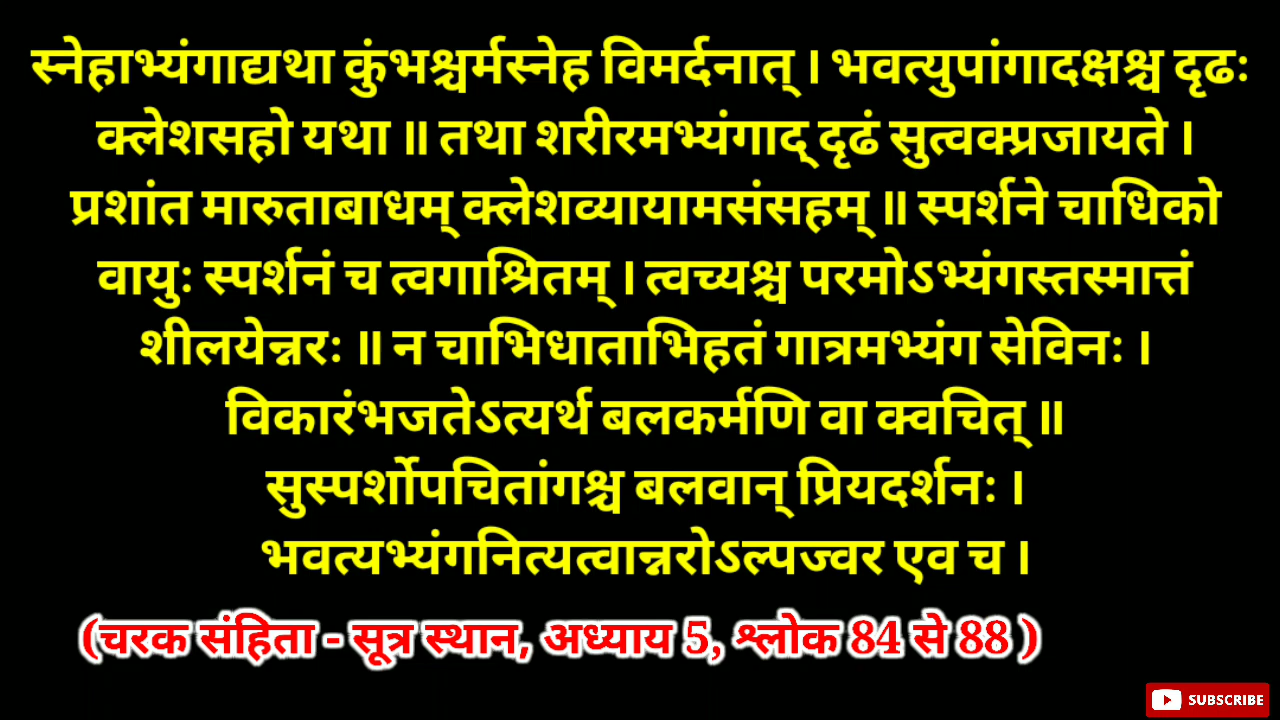 स्नेहाभ्यंगाद्यथा कुंभश्चर्मस्नेह विमर्दनात् । भवत्युपांगादक्षश्च दृढः
क्लेशसहो यथा ॥ तथा शरीरमभ्यंगाद् दृढं सुत्वक्प्रजायते ।
प्रशांत मारुताबाधम् क्लेशव्यायामसंसहम् ॥ स्पर्शने चाधिको
वायुः स्पर्शनं च त्वगाश्रितम् । त्वच्यश्च परमोऽभ्यंगस्तस्मात्तं
शीलयेन्नरः ॥ न चाभिधाताभिहतं गात्रमभ्यंग सेविनः ।
विकारंभजतेऽत्यर्थ बलकर्मणि वा क्वचित् ॥
सुस्पर्शोपचितांगश्च बलवान् प्रियदर्शनः ।
भवत्यभ्यंगनित्यत्वान्नरोऽल्पज्वर एव च ।
(चरक संहिता - सूत्र स्थान, अध्याय 5, श्लोक 84 से 88 )
SUBSCRIBE